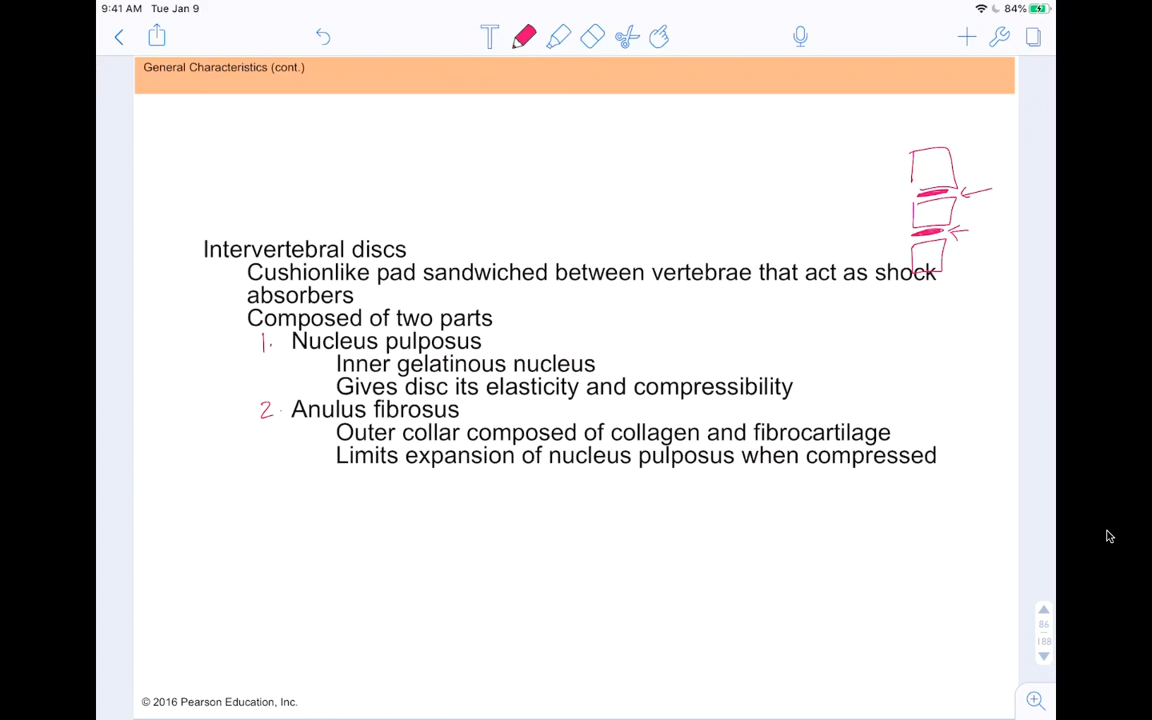 9:41 AM Tue Jan 9
84%
General Characteristics (cont.)
Intervertebral discs
Cushionlike pad sandwiched between vertebrae that act as shock
absorbers
Composed of two parts
1. Nucleus pulposus
Inner gelatinous nucleus
Gives disc its elasticity and compressibility
2. Anulus fibrosus
Outer collar composed of collagen and fibrocartilage
Limits expansion of nucleus pulposus when compressed
86
188
© 2016 Pearson Education, Inc.